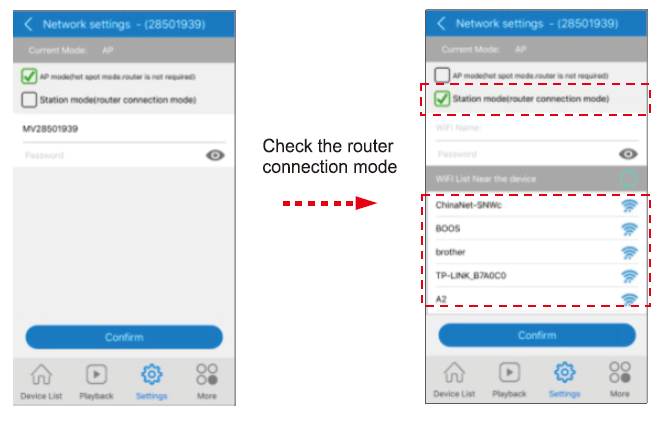 Network settings - (28501939)
Current Mode: AP
AP mode(hot spot mode.router is not required)
Station mode(router connection mode)
MV28501939
Password
Confirm
Device List
Playback
Settings
More
Check the router
connection mode
Network settings - (28501939)
Current Mode: AP
AP mode(hot spot mode.router is not required)
Station mode(router connection mode)
WiFi Name:
Password
WIFI List Near the device
ChinaNet-SNWc
BOOS
brother
TP-LINK_B7A0C0
A2
Confirm
Device List
Playback
Settings
More